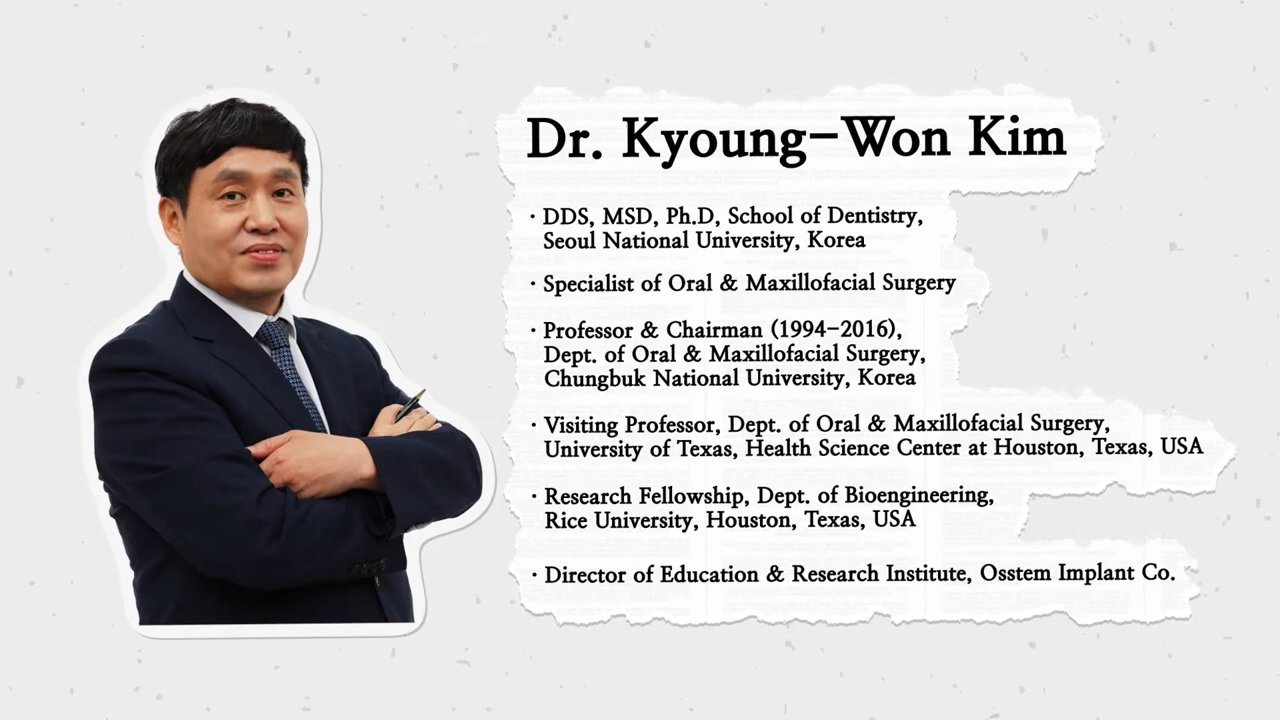 Dr. Kyoung-Won Kim
· DDS, MSD, Ph.D, School of Dentistry,
Seoul National University, Korea
· Specialist of Oral & Maxillofacial Surgery
· Professor & Chairman (1994-2016),
Dept. of Oral & Maxillofacial Surgery,
Chungbuk National University, Korea
· Visiting Professor, Dept. of Oral & Maxillofacial Surgery,
University of Texas, Health Science Center at Houston, Texas, USA
· Research Fellowship, Dept. of Bioengineering,
Rice University, Houston, Texas, USA
· Director of Education & Research Institute, Osstem Implant Co.